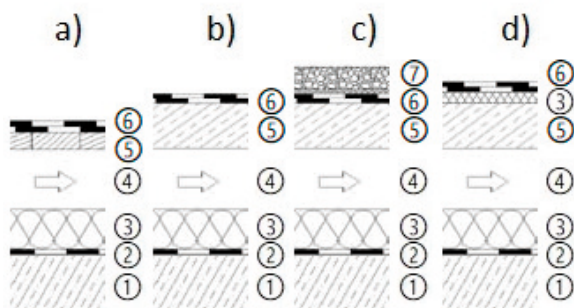 a) b) c) d)
⑦ ⑥
⑥ ⑥ ⑥ ③
⑤ ⑤ ⑤ ⑤
④ ④ ④ ④
③ ③ ③ ③
② ② ② ②
① ① ① ①